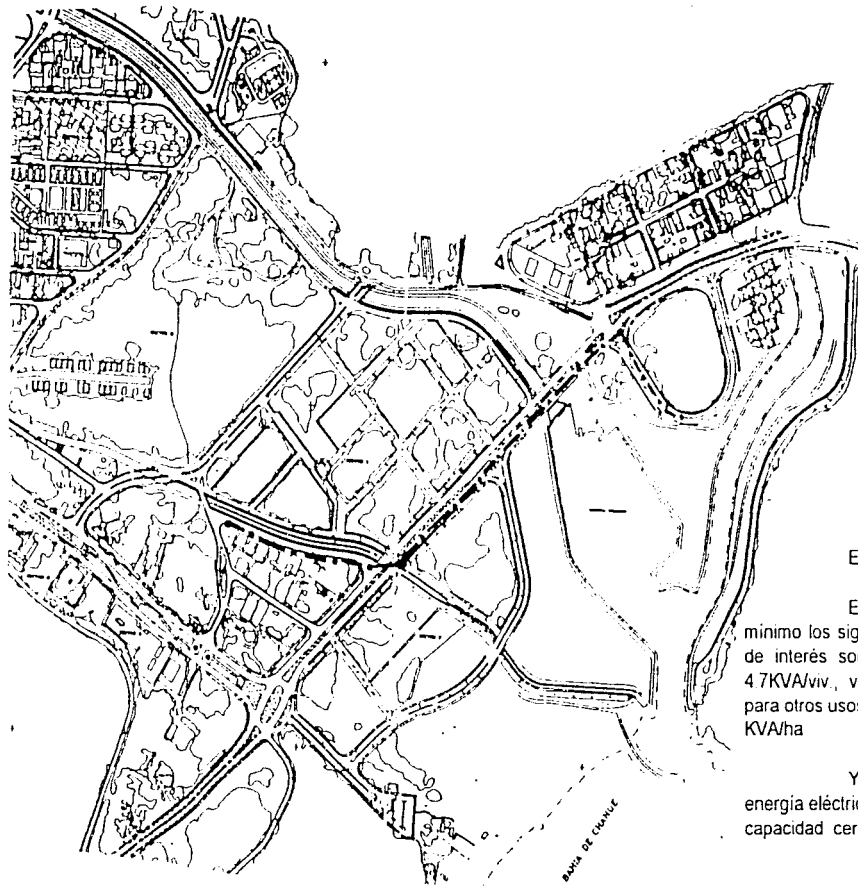 E
E
mínimo los sig
de interés so
4.7KVA/viv., v
para otros usos
KVA/ha
Y
energía eléctric
capacidad cer
BAHIA DE CHAHUE